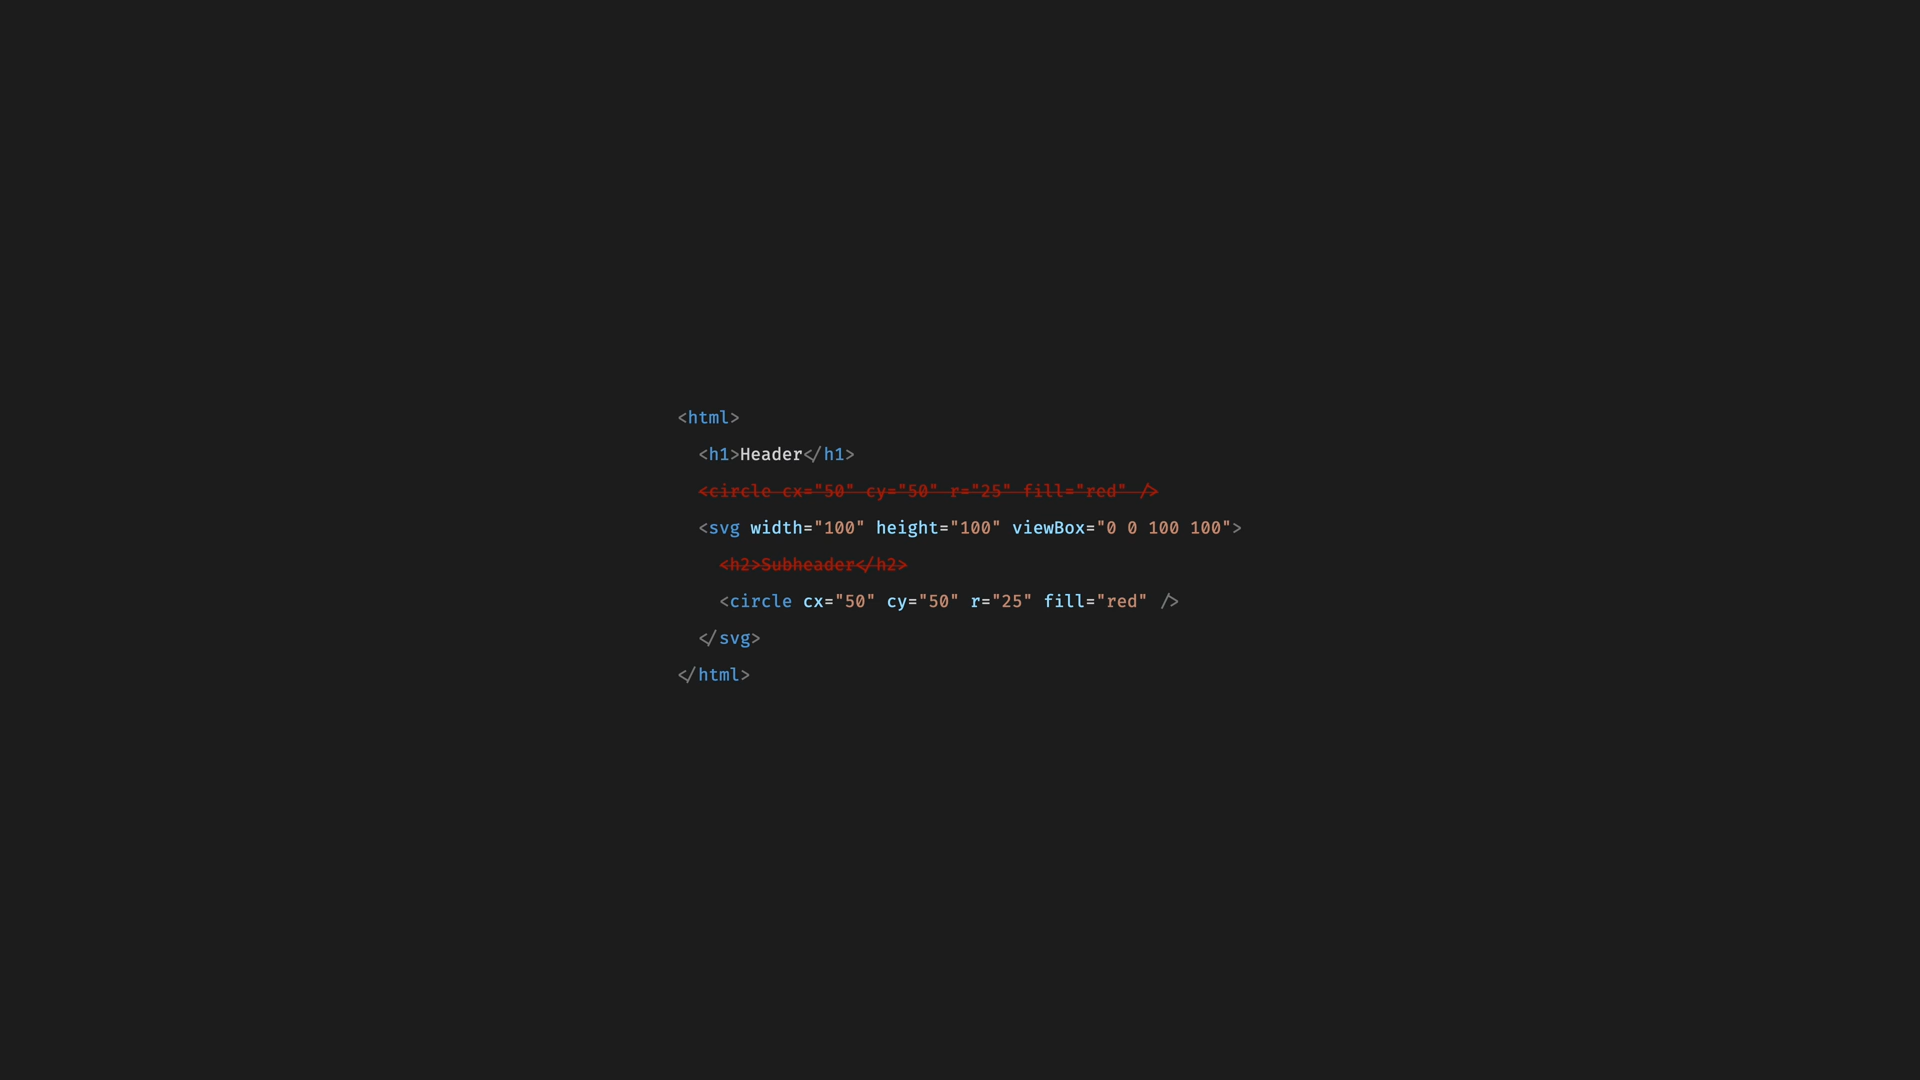 <html>
<h1>Header</h1>
<circle cx="50" cy="50" r="25" fill="red" />
<svg width="100" height="100" viewBox="0 0 100 100">
<h2>Subheader</h2>
<circle cx="50" cy="50" r="25" fill="red" />
</svg>
</html>